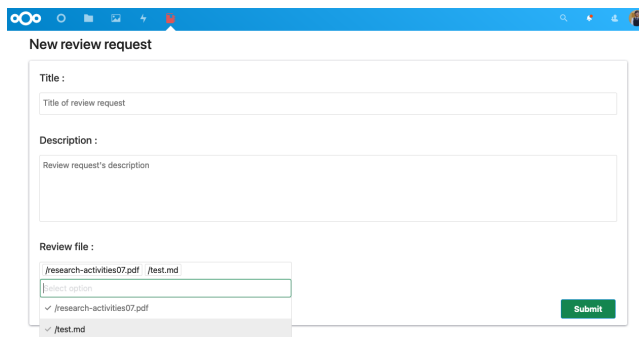 New review request
Title :
Title of review request
Description :
Review request's description
Review file :
/research-activities07.pdf /test.md
Select option
/research-activities07.pdf
Submit
/test.md